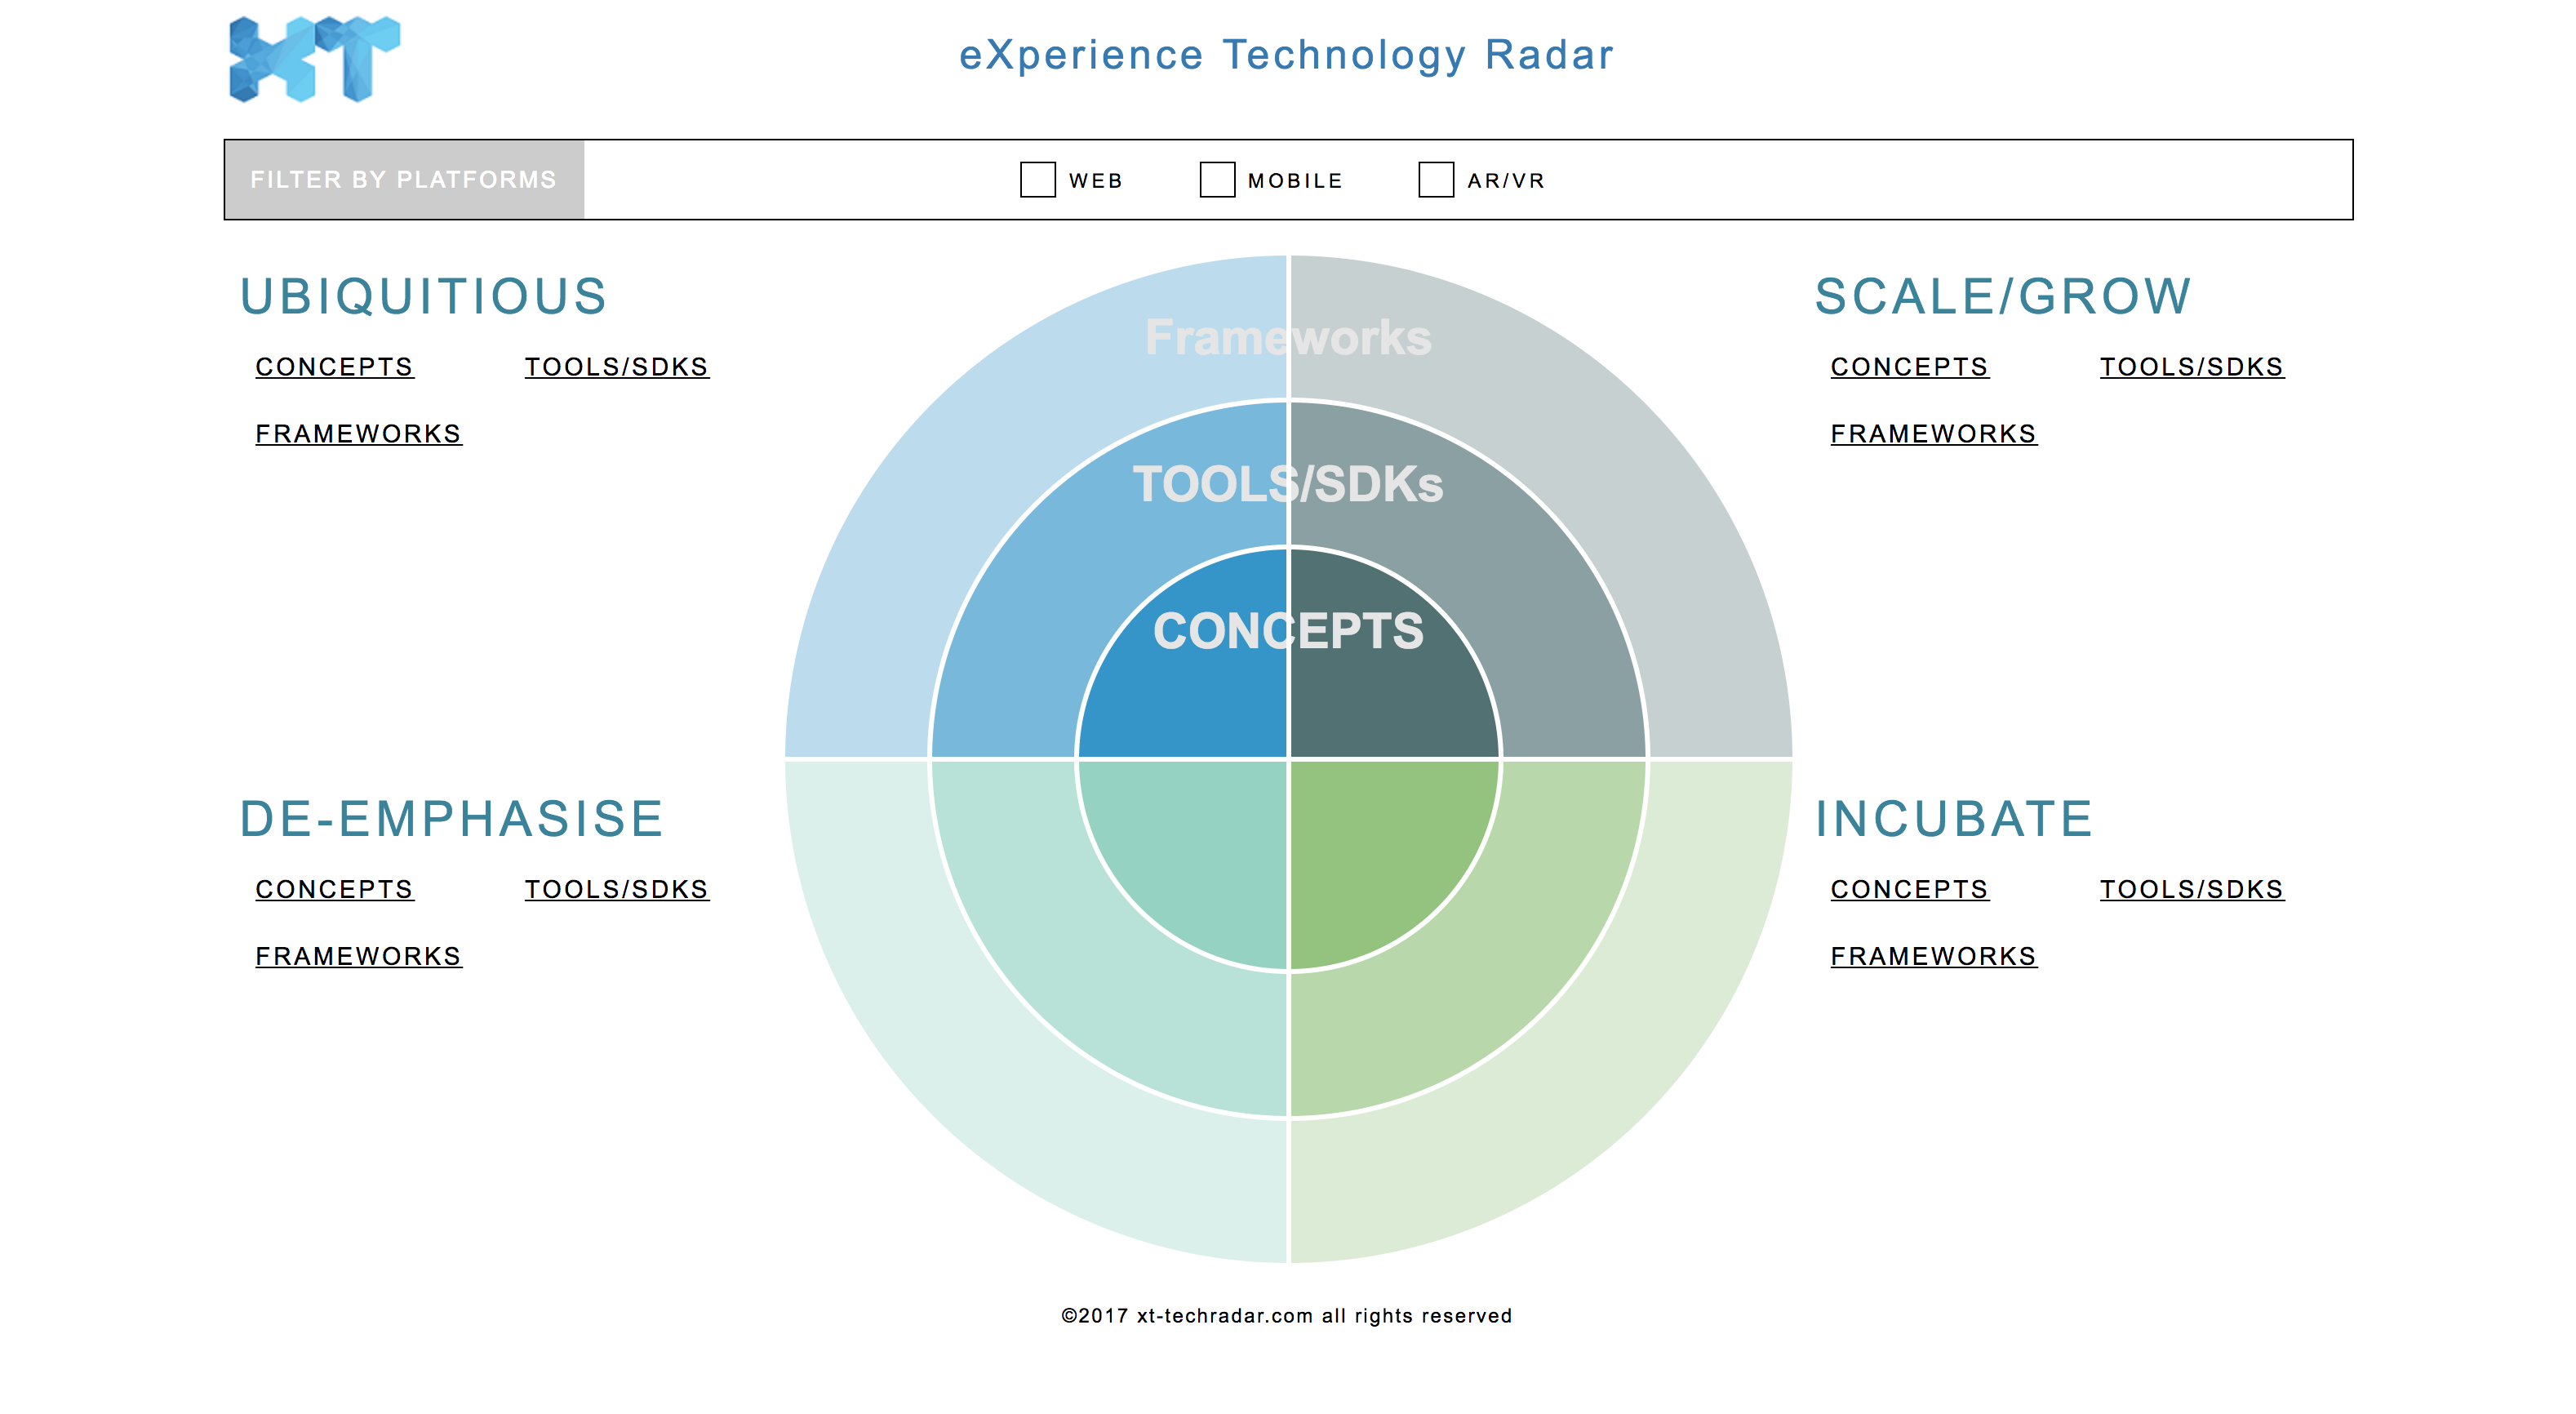 XT
eXperience Technology Radar
FILTER BY PLATFORMS
WEB
MOBILE
AR/VR
UBIQUITIOUS
CONCEPTS
TOOLS/SDKS
FRAMEWORKS
Frameworks
TOOLS/SDKs
CONCEPTS
SCALE/GROW
CONCEPTS
TOOLS/SDKS
FRAMEWORKS
DE-EMPHASISE
CONCEPTS
TOOLS/SDKS
FRAMEWORKS
INCUBATE
CONCEPTS
TOOLS/SDKS
FRAMEWORKS
©2017 xt-techradar.com all rights reserved